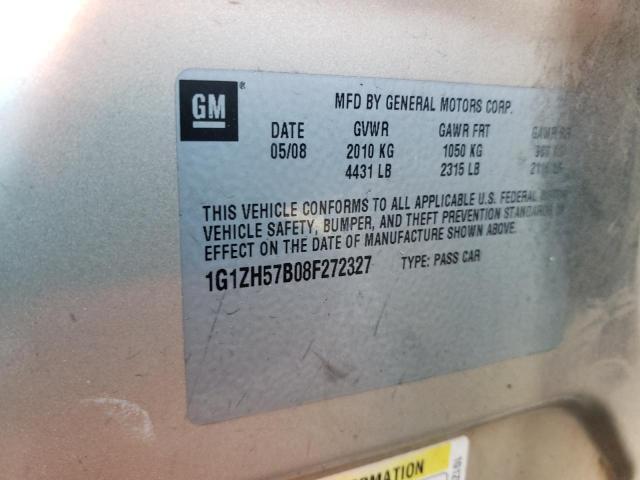 GM
MFD BY GENERAL MOTORS CORP.
DATE GVWR GAWR FRT GAWR
05/08 2010 KG 1050 KG
4431 LB 2315 LB
THIS VEHICLE CONFORMS TO ALL APPLICABLE U.S. FEDERAL
VEHICLE SAFETY, BUMPER, AND THEFT PREVENTION STANDARDS
EFFECT ON THE DATE OF MANUFACTURE SHOWN ABOVE.
1G1ZH57B08F272327 TYPE: PASS CAR